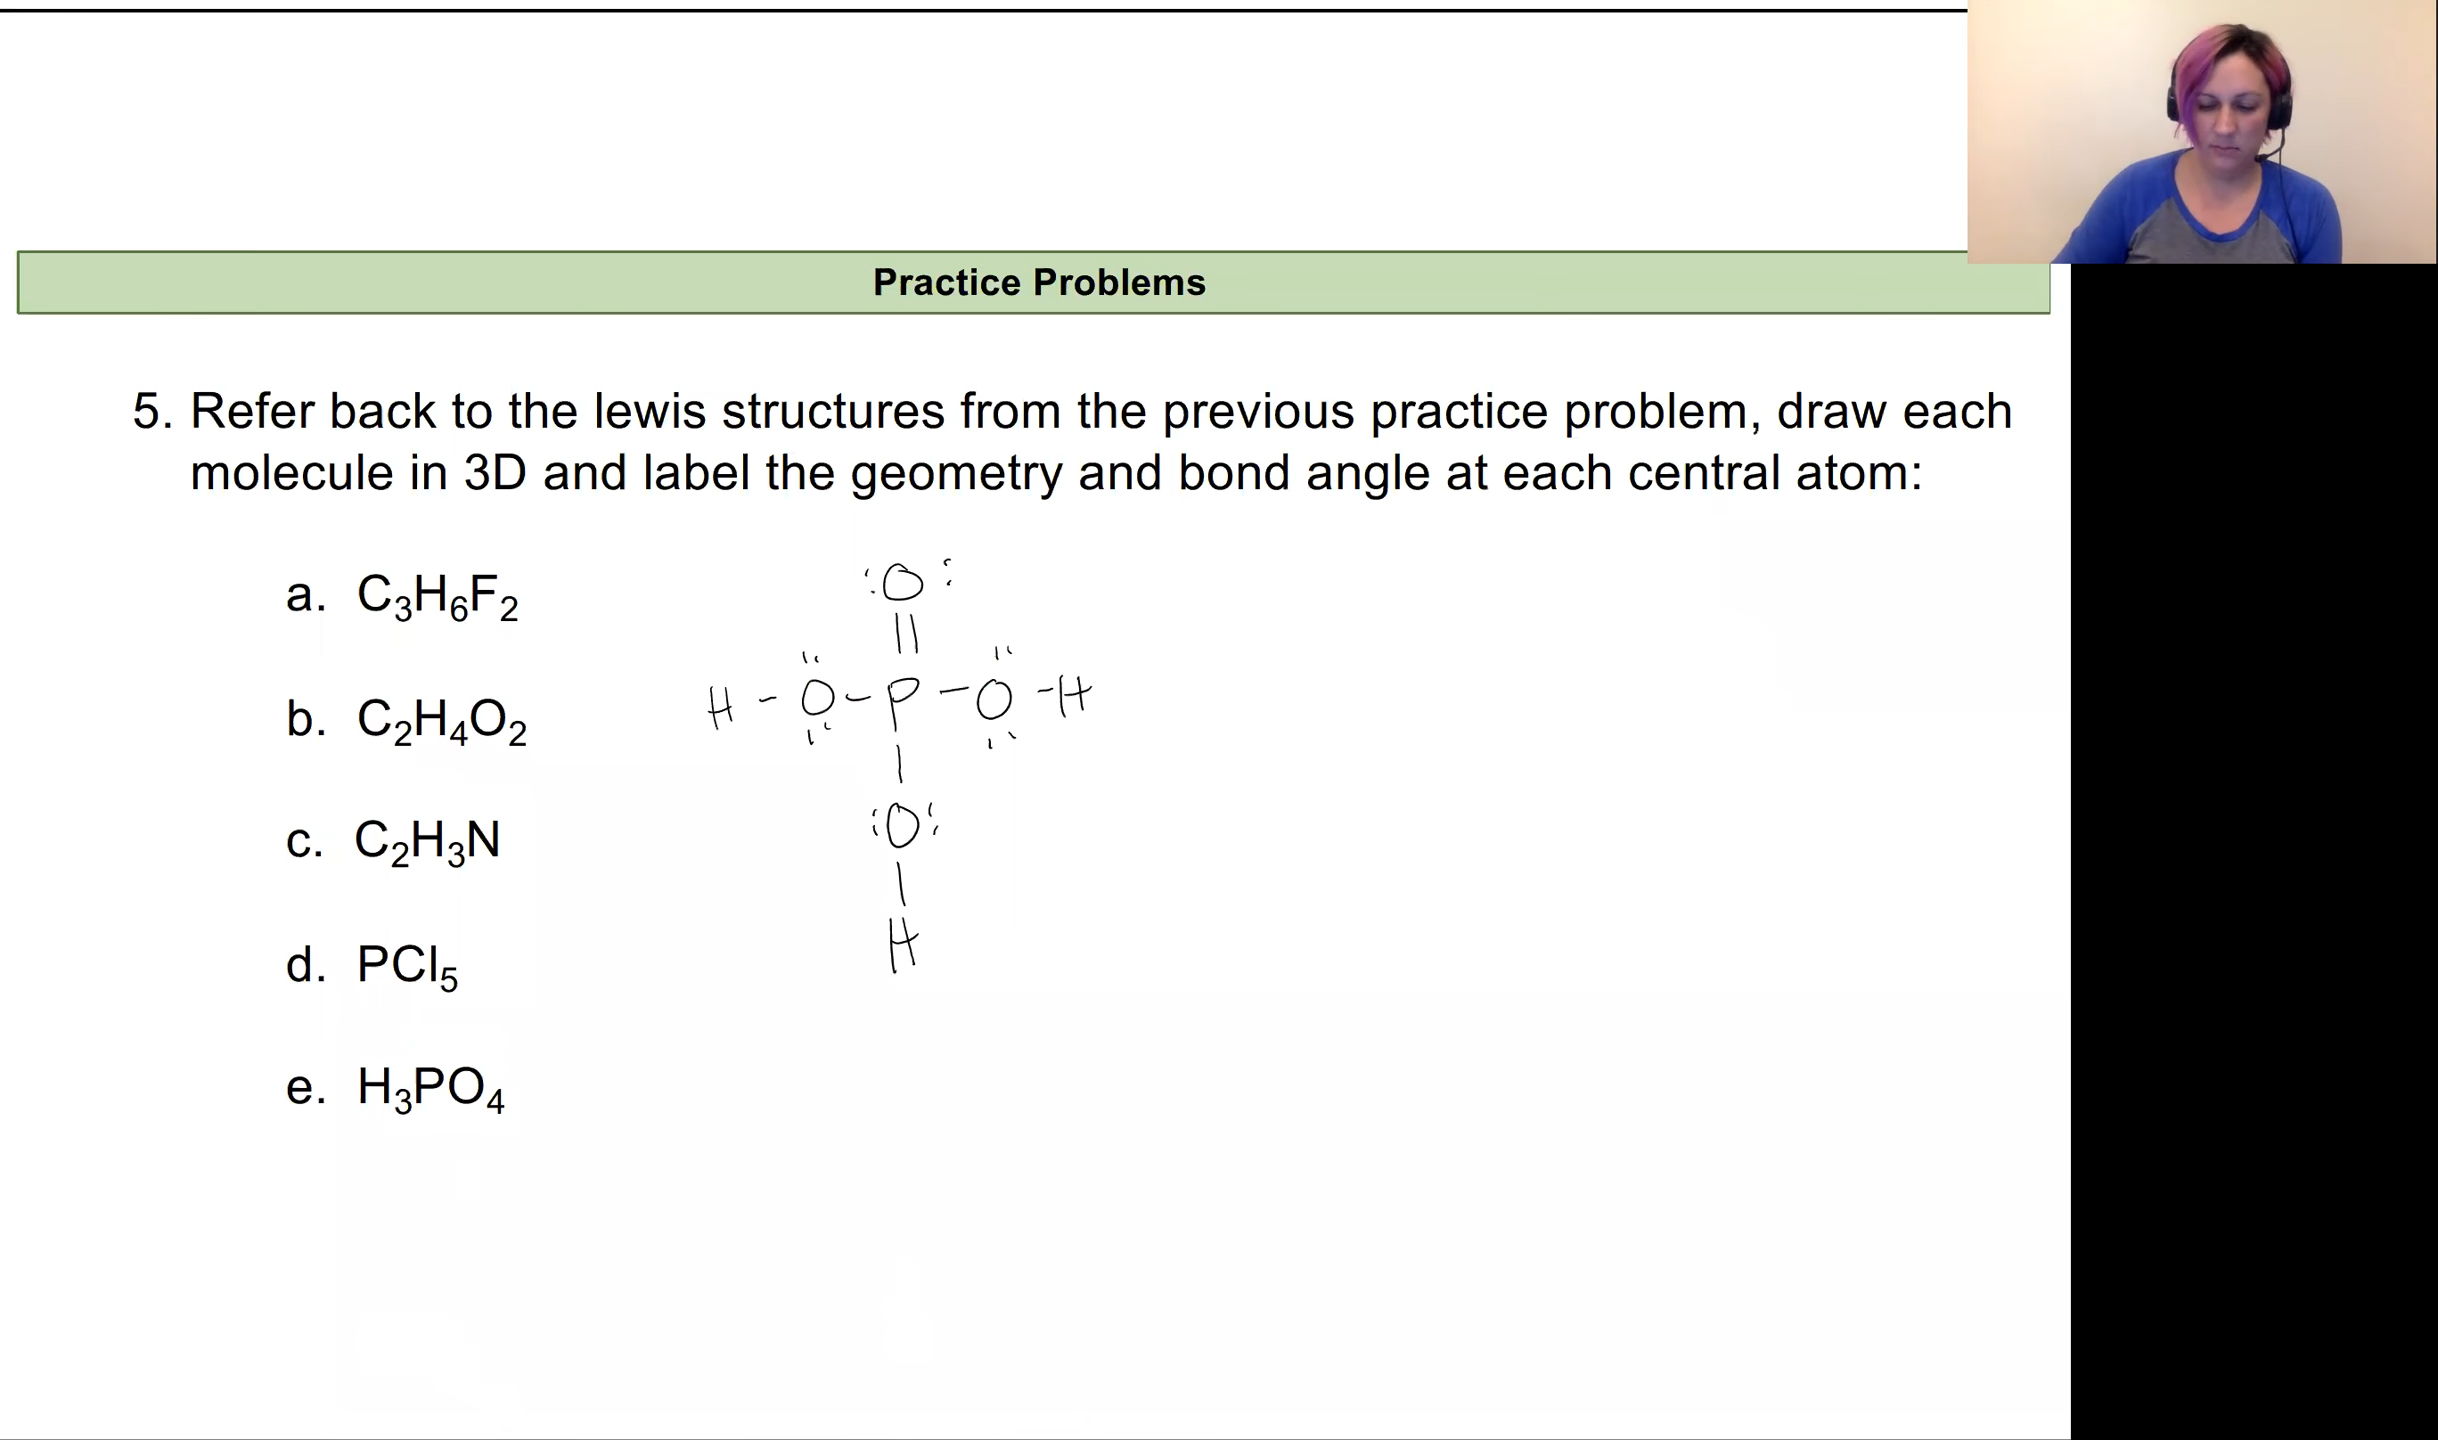 Practice Problems
5. Refer back to the lewis structures from the previous practice problem, draw each
molecule in 3D and label the geometry and bond angle at each central atom:
a. C₃H₆F₂
b. C₂H₄O₂
c. C₂H₃N
d. PCl₅
e. H₃PO₄
:O:
||
H - O - P - O - H
|
:O:
|
H